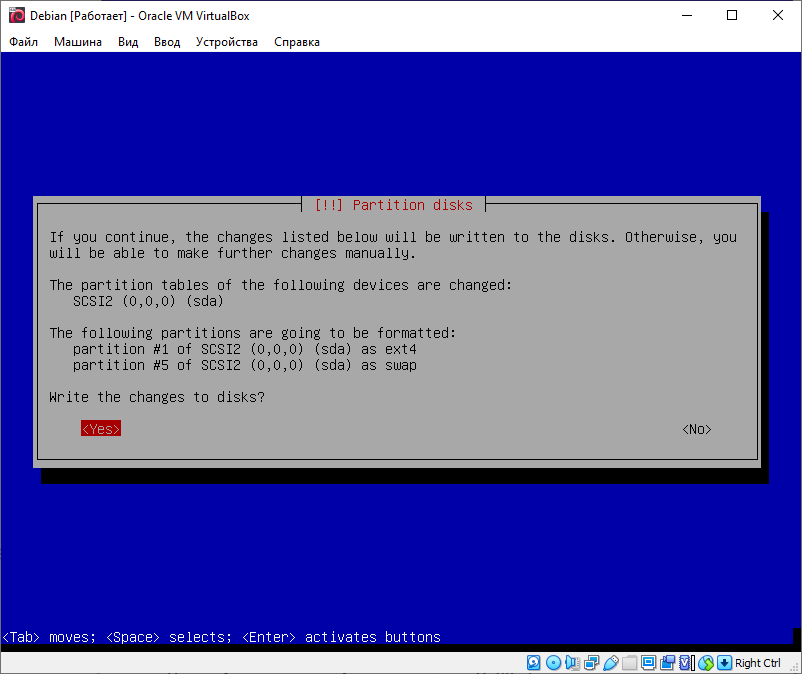 Debian [Работает] - Oracle VM VirtualBox
Файл Машина Вид Ввод Устройства Справка
[!!] Partition disks
If you continue, the changes listed below will be written to the disks. Otherwise, you
will be able to make further changes manually.
The partition tables of the following devices are changed:
SCSI2 (0,0,0) (sda)
The following partitions are going to be formatted:
partition #1 of SCSI2 (0,0,0) (sda) as ext4
partition #5 of SCSI2 (0,0,0) (sda) as swap
Write the changes to disks?
<Yes> <No>
<Tab> moves; <Space> selects; <Enter> activates buttons
Right Ctrl